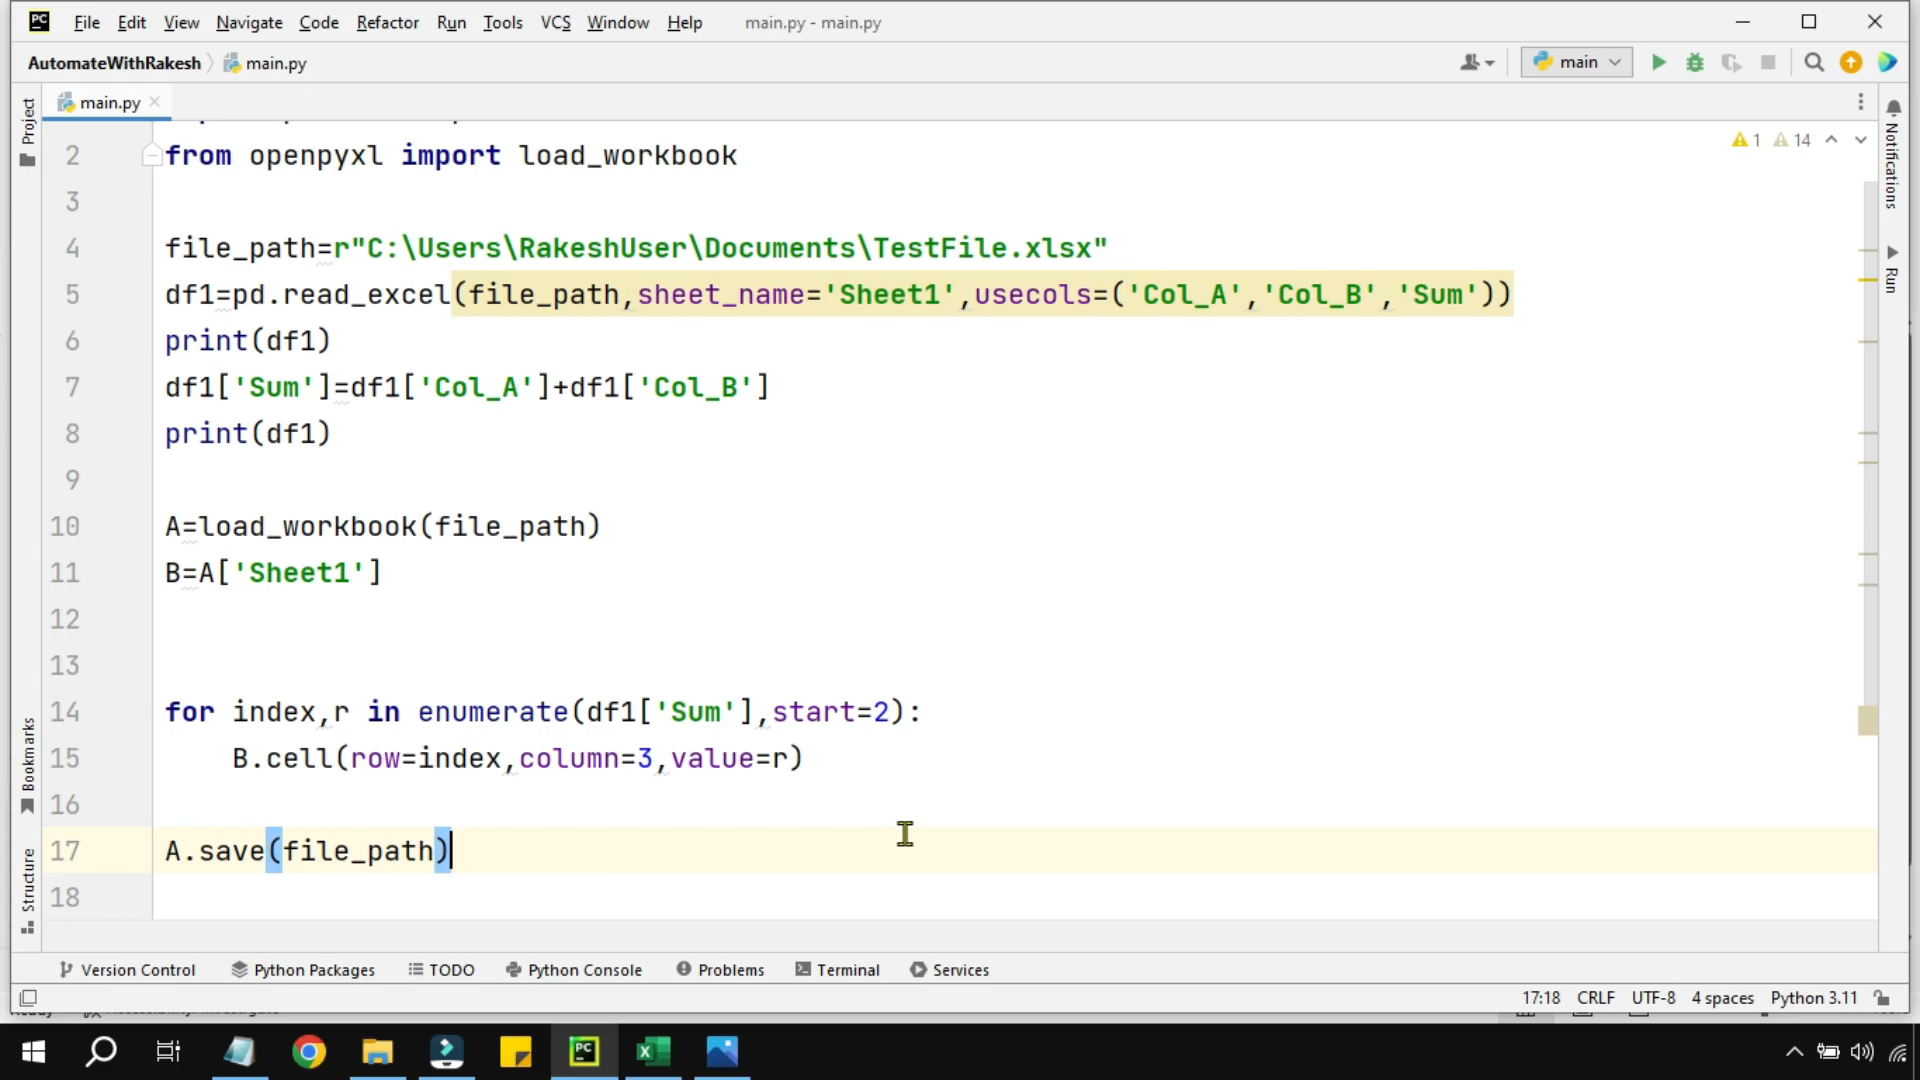 File Edit View Navigate Code Refactor Run Tools VCS Window Help main.py - main.py
AutomateWithRakesh main.py main
main.py
Project
Notifications
Run
Bookmarks
Structure
1 14
2 from openpyxl import load_workbook
3
4 file_path=r"C:\Users\RakeshUser\Documents\TestFile.xlsx"
5 df1=pd.read_excel(file_path,sheet_name='Sheet1',usecols=('Col_A','Col_B','Sum'))
6 print(df1)
7 df1['Sum']=df1['Col_A']+df1['Col_B']
8 print(df1)
9
10 A=load_workbook(file_path)
11 B=A['Sheet1']
12
13
14 for index,r in enumerate(df1['Sum'],start=2):
15     B.cell(row=index,column=3,value=r)
16
17 A.save(file_path)
18
Version Control Python Packages TODO Python Console Problems Terminal Services
17:18 CRLF UTF-8 4 spaces Python 3.11